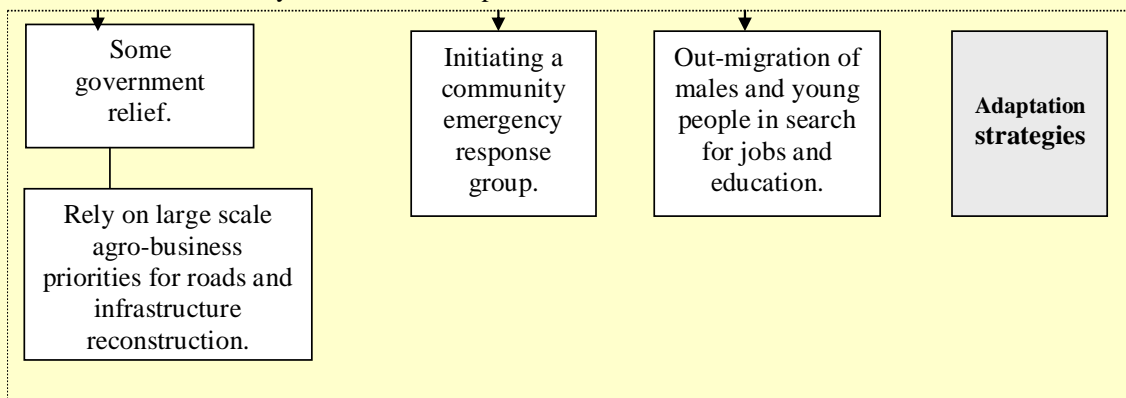 Some
government
relief.
Rely on large scale
agro-business
priorities for roads and
infrastructure
reconstruction.
Initiating a
community
emergency
response
group.
Out-migration of
males and young
people in search
for jobs and
education.
Adaptation
strategies